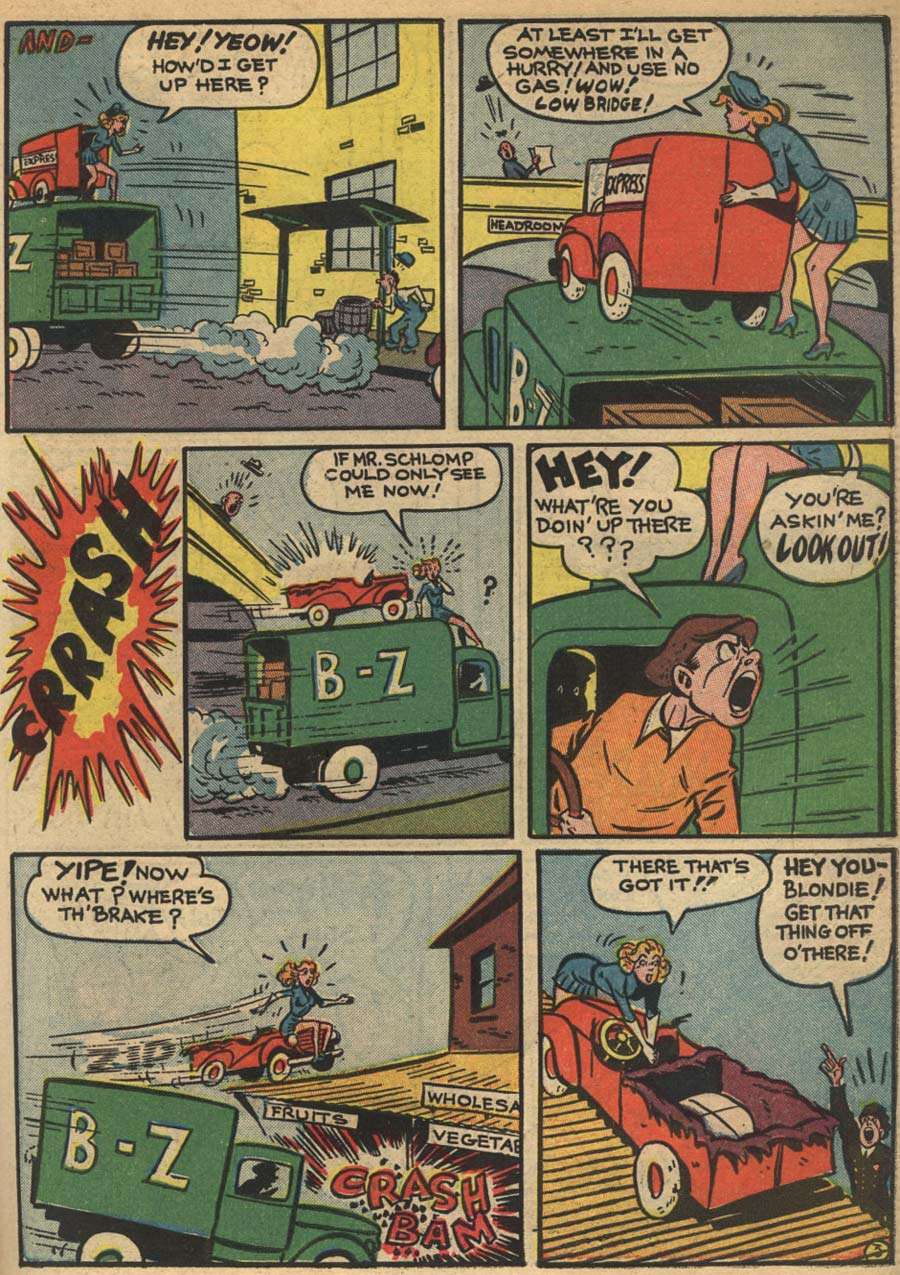 AND-
HEY! YEOW!
HOW'D I GET
UP HERE?
EXPRESS
Z
AT LEAST I'LL GET
SOMEWHERE IN A
HURRY! AND USE NO
GAS! WOW!
LOW BRIDGE!
HEADROOM
EXPRESS
B-Z
CRRASH
IF MR. SCHLOMP
COULD ONLY SEE
ME NOW!
?
B-Z
HEY!
WHAT'RE YOU
DOIN' UP THERE
???
YOU'RE
ASKIN' ME?
LOOK OUT!
YIPE! NOW
WHAT? WHERE'S
TH' BRAKE?
ZIP
FRUITS
WHOLESA
VEGETAB
B-Z
CRASH
BAM
THERE THAT'S
GOT IT!!
HEY YOU-
BLONDIE!
GET THAT
THING OFF
O'THERE!
3